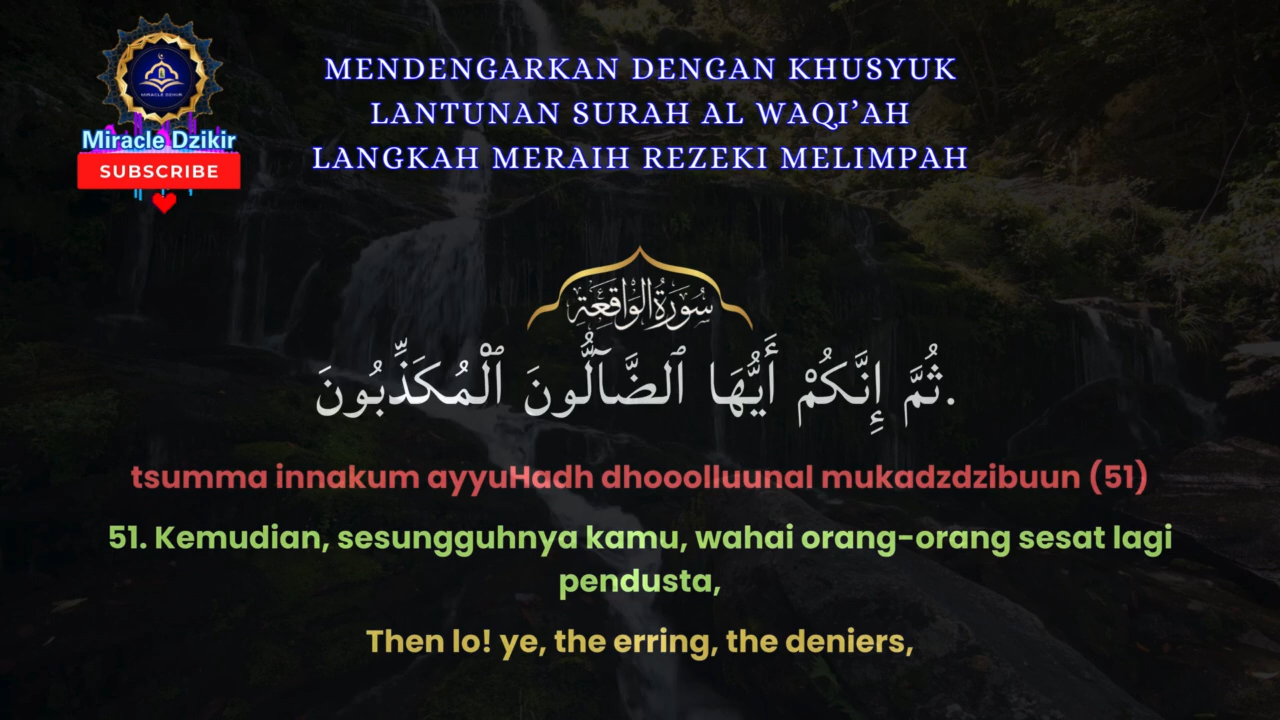 MIRACLE DZIKIR
Miracle Dzikir
SUBSCRIBE
MENDENGARKAN DENGAN KHUSYUK
LANTUNAN SURAH AL WAQI’AH
LANGKAH MERAIH REZEKI MELIMPAH
سُورَةُ الوَاقِعَةِ
ثُمَّ إِنَّكُمْ أَيُّهَا ٱلضَّآلُّونَ ٱلْمُكَذِّبُونَ.
tsumma innakum ayyuHadh dhooolluunal mukadzdzibuun (51)
51. Kemudian, sesungguhnya kamu, wahai orang-orang sesat lagi
pendusta,
Then lo! ye, the erring, the deniers,